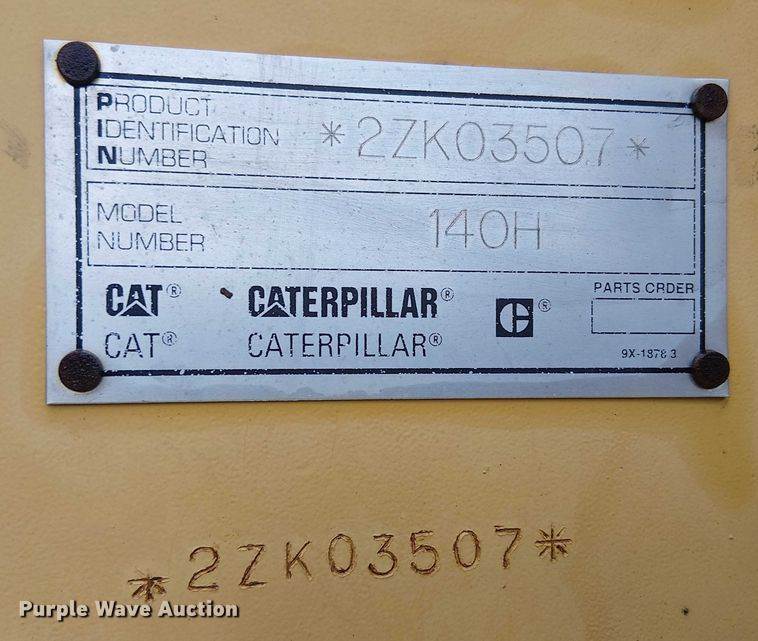 PRODUCT
IDENTIFICATION
NUMBER
*2ZK03507*
MODEL
NUMBER
140H
CAT® CATERPILLAR® C®
CAT® CATERPILLAR®
PARTS CRDER
9X-1878 3
*2ZK03507*
Purple Wave Auction